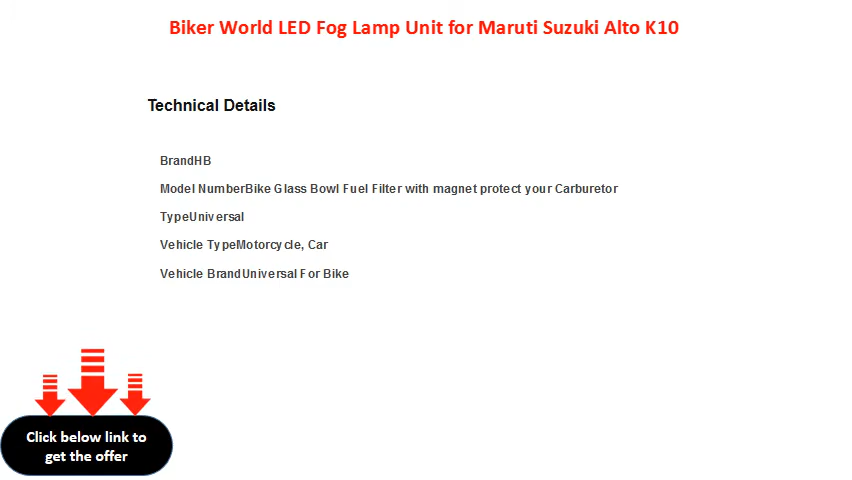 Biker World LED Fog Lamp Unit for Maruti Suzuki Alto K10
Technical Details
BrandHB
Model NumberBike Glass Bowl Fuel Filter with magnet protect your Carburetor
TypeUniversal
Vehicle TypeMotorcycle, Car
Vehicle BrandUniversal For Bike
Click below link to
get the offer